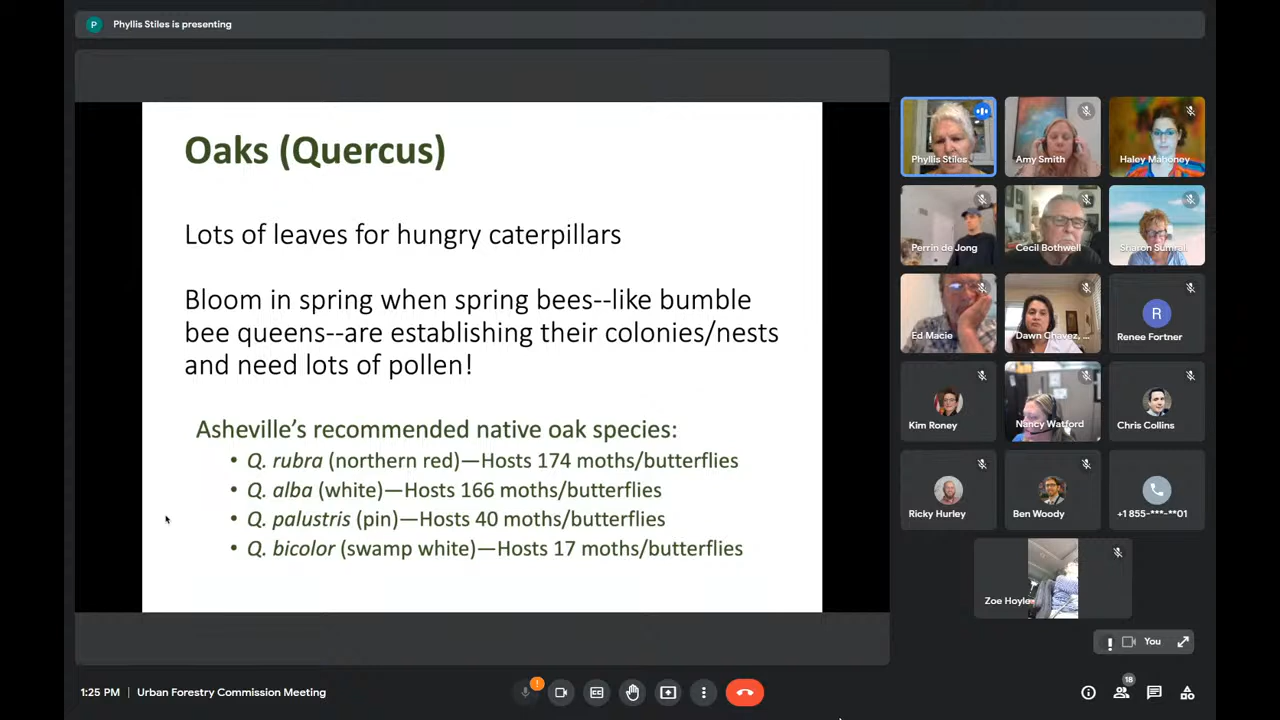 P
Phyllis Stiles is presenting
Oaks (Quercus)
Lots of leaves for hungry caterpillars
Bloom in spring when spring bees--like bumble
bee queens--are establishing their colonies/nests
and need lots of pollen!
Asheville’s recommended native oak species:
• Q. rubra (northern red)—Hosts 174 moths/butterflies
• Q. alba (white)—Hosts 166 moths/butterflies
• Q. palustris (pin)—Hosts 40 moths/butterflies
• Q. bicolor (swamp white)—Hosts 17 moths/butterflies
Phyllis Stiles
Amy Smith
Haley Mahoney
Perrin de Jong
Cecil Bothwell
Sharon Sumrall
Ed Macie
Dawn Chavez, ...
R
Renee Fortner
Kim Roney
Nancy Watford
Chris Collins
Ricky Hurley
Ben Woody
+1 855-***-**01
Zoe Hoyle
You
1:25 PM | Urban Forestry Commission Meeting
18